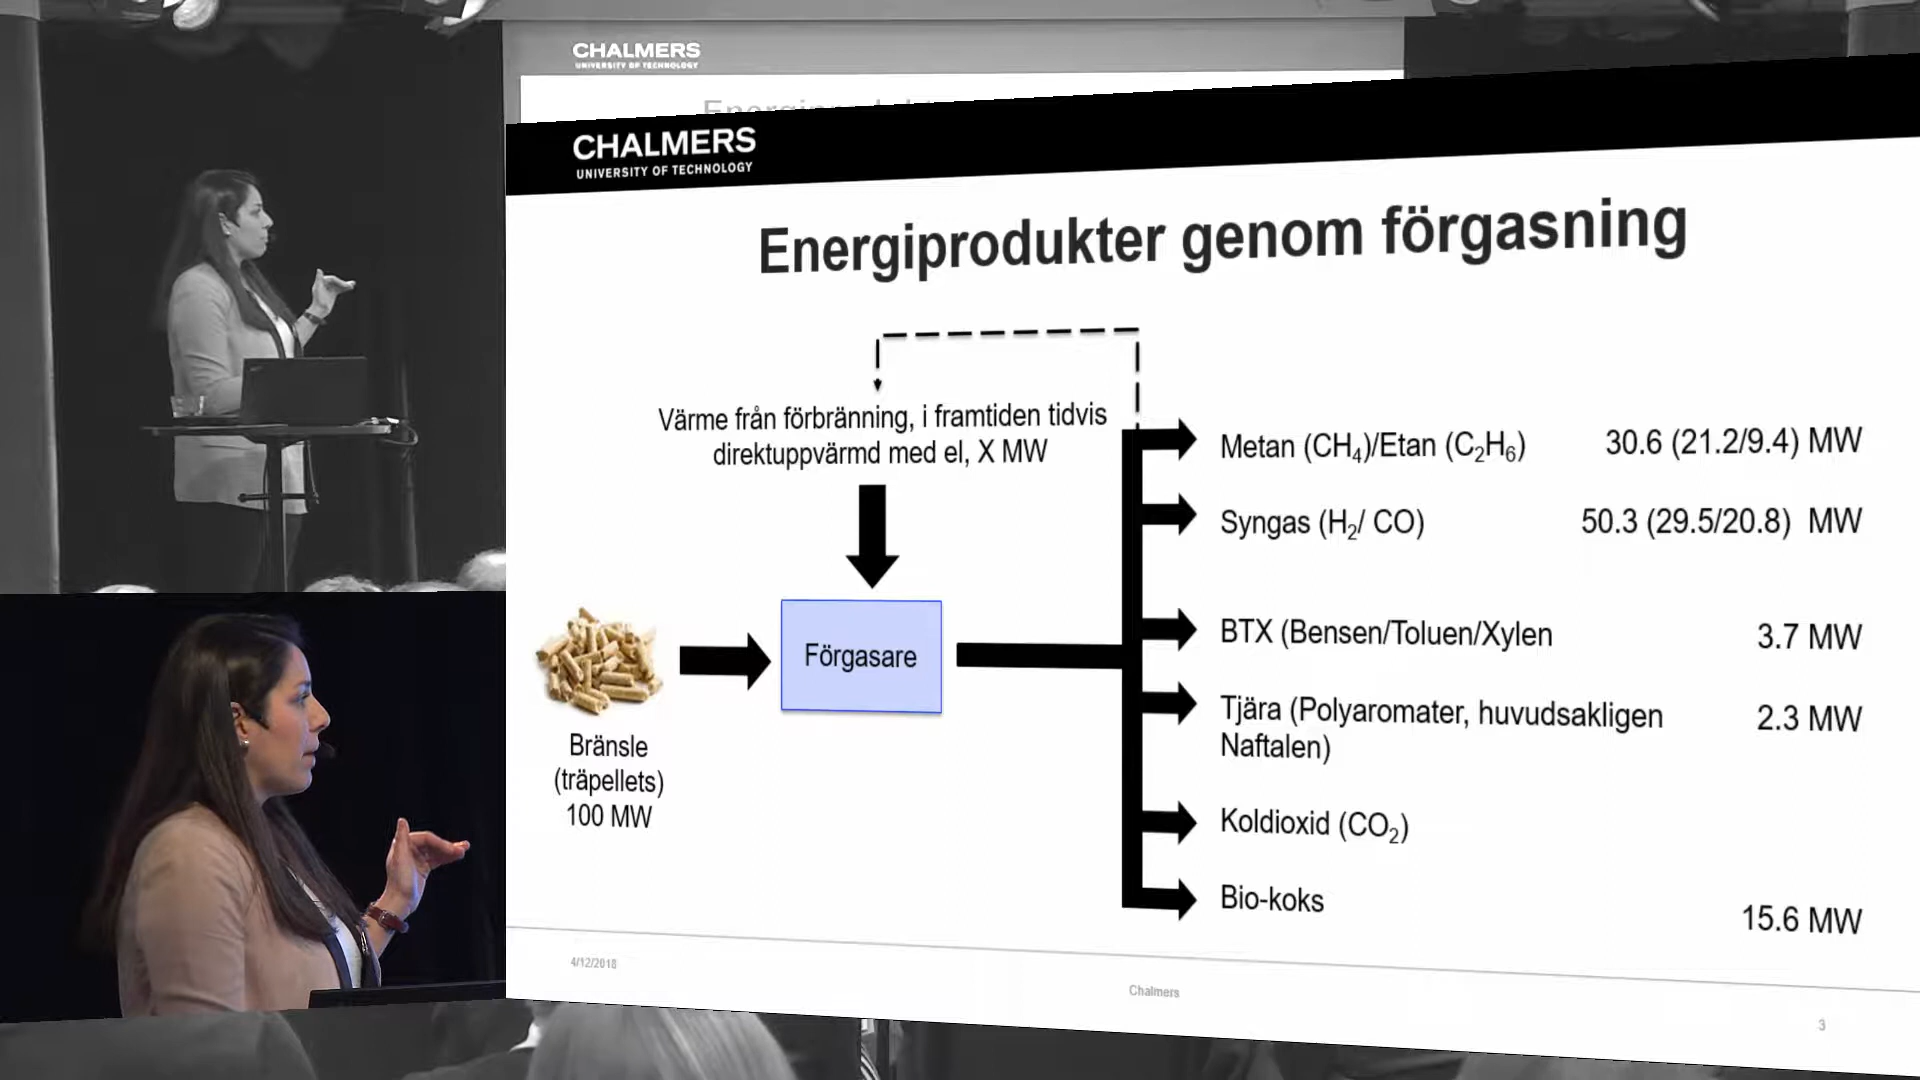 CHALMERS
UNIVERSITY OF TECHNOLOGY
CHALMERS
UNIVERSITY OF TECHNOLOGY
Energiprodukter genom förgasning
Värme från förbränning, i framtiden tidvis
direktuppvärmd med el, X MW
Metan (CH₄)/Etan (C₂H₆) 30.6 (21.2/9.4) MW
Syngas (H₂/ CO) 50.3 (29.5/20.8) MW
Förgasare
BTX (Bensen/Toluen/Xylen 3.7 MW
Tjära (Polyaromater, huvudsakligen 2.3 MW
Naftalen)
Bränsle
(träpellets)
100 MW
Koldioxid (CO₂)
Bio-koks 15.6 MW
4/12/2018
Chalmers
3